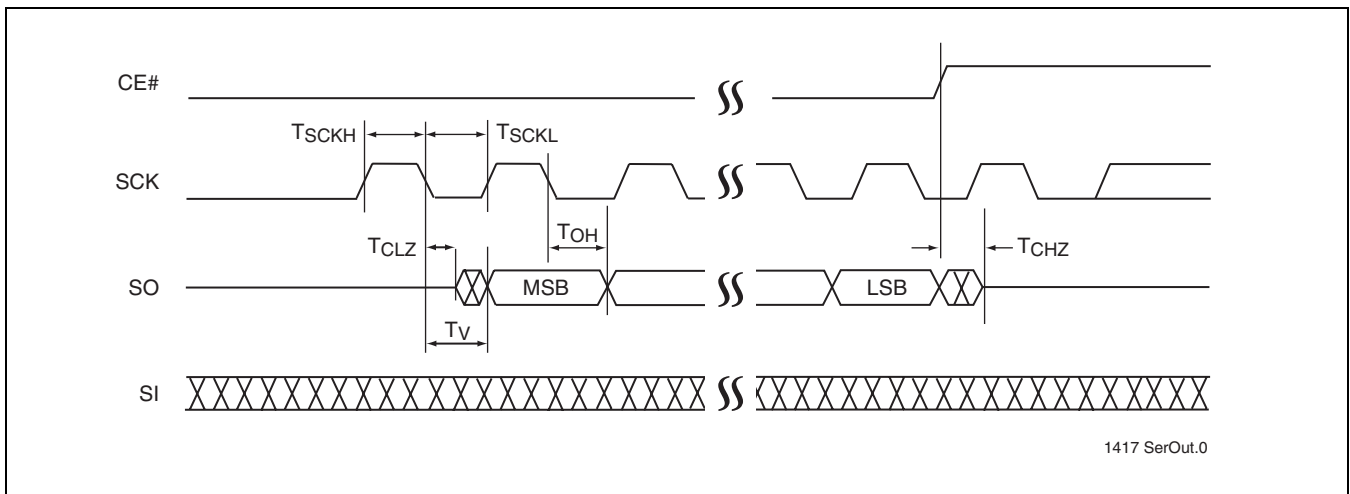 CE#
TSCKH TSCKL
SCK
TOH
TCLZ TCHZ
SO MSB LSB
TV
SI
1417 SerOut.0